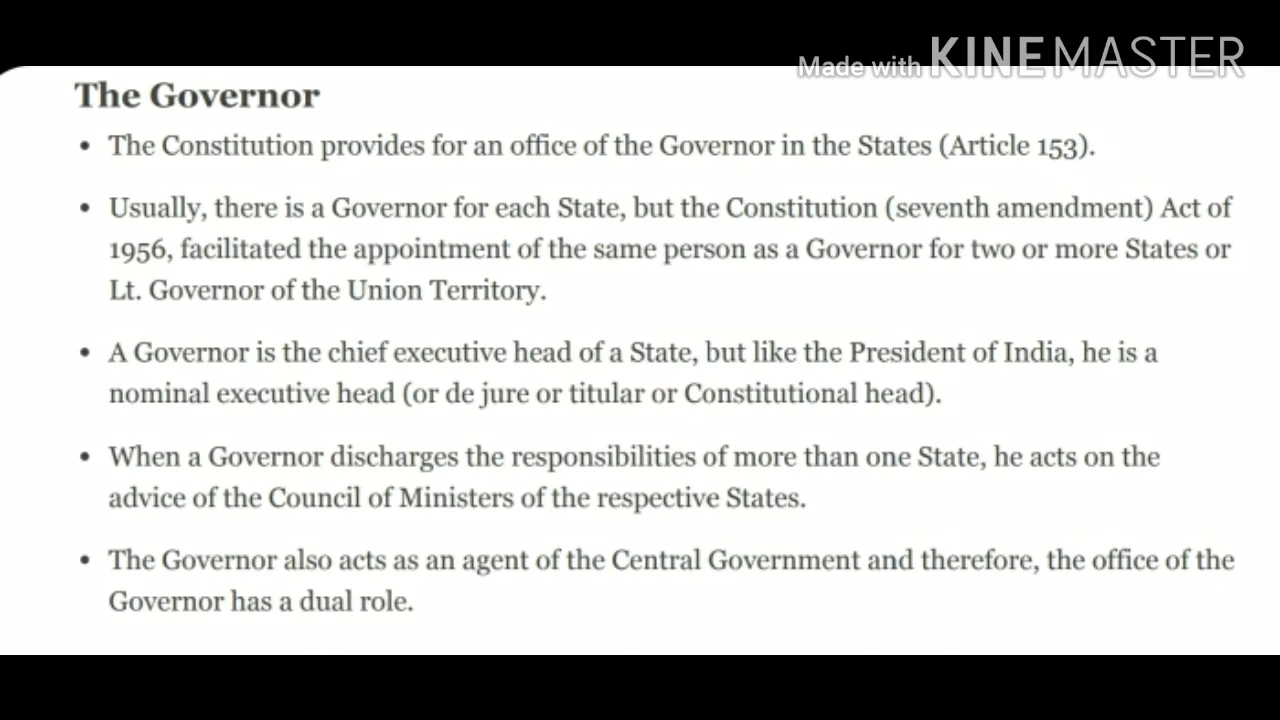 Made with KINEMASTER
The Governor
• The Constitution provides for an office of the Governor in the States (Article 153).
• Usually, there is a Governor for each State, but the Constitution (seventh amendment) Act of
1956, facilitated the appointment of the same person as a Governor for two or more States or
Lt. Governor of the Union Territory.
• A Governor is the chief executive head of a State, but like the President of India, he is a
nominal executive head (or de jure or titular or Constitutional head).
• When a Governor discharges the responsibilities of more than one State, he acts on the
advice of the Council of Ministers of the respective States.
• The Governor also acts as an agent of the Central Government and therefore, the office of the
Governor has a dual role.